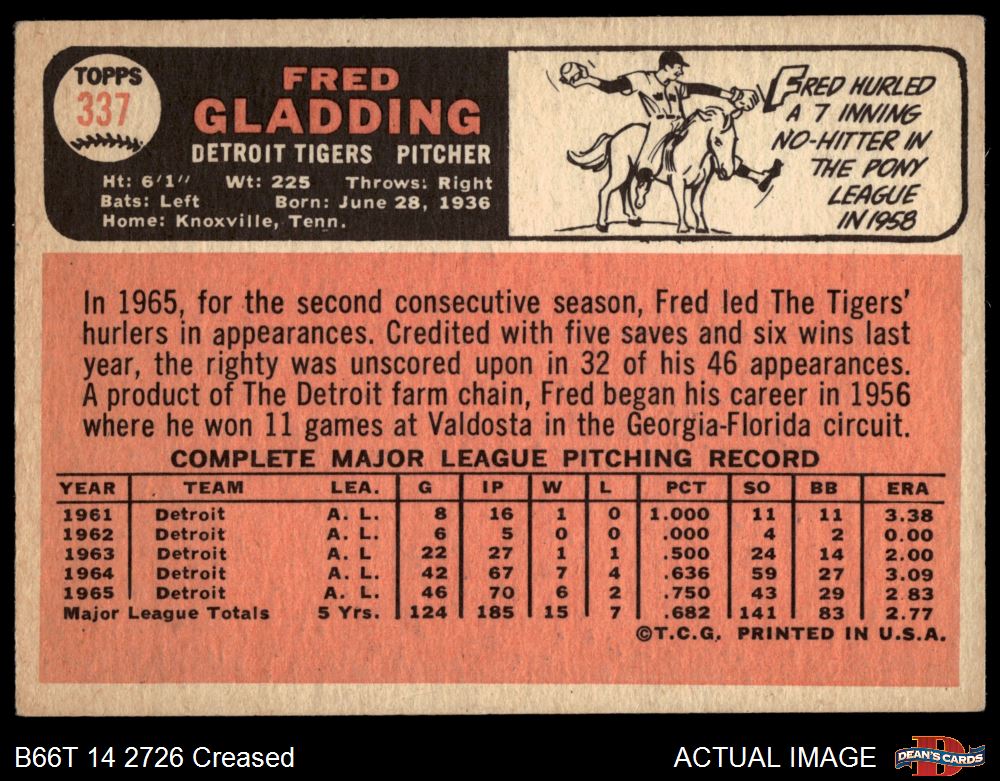 TOPPS
337
FRED
GLADDING
DETROIT TIGERS PITCHER
Ht: 6'1" Wt: 225 Throws: Right
Bats: Left Born: June 28, 1936
Home: Knoxville, Tenn.
FRED HURLED
A 7 INNING
NO-HITTER IN
THE PONY
LEAGUE
IN 1958
In 1965, for the second consecutive season, Fred led The Tigers'
hurlers in appearances. Credited with five saves and six wins last
year, the righty was unscored upon in 32 of his 46 appearances.
A product of The Detroit farm chain, Fred began his career in 1956
where he won 11 games at Valdosta in the Georgia-Florida circuit.
COMPLETE MAJOR LEAGUE PITCHING RECORD
YEAR TEAM LEA. G IP W L PCT SO BB ERA
1961 Detroit A. L. 8 16 1 0 1.000 11 11 3.38
1962 Detroit A. L. 6 5 0 0 .000 4 2 0.00
1963 Detroit A. L 22 27 1 1 .500 24 14 2.00
1964 Detroit A. L. 42 67 7 4 .636 59 27 3.09
1965 Detroit A. L. 46 70 6 2 .750 43 29 2.83
Major League Totals 5 Yrs. 124 185 15 7 .682 141 83 2.77
©T.C.G. PRINTED IN U.S.A.
B66T 14 2726 Creased
ACTUAL IMAGE
DEAN'S CARDS